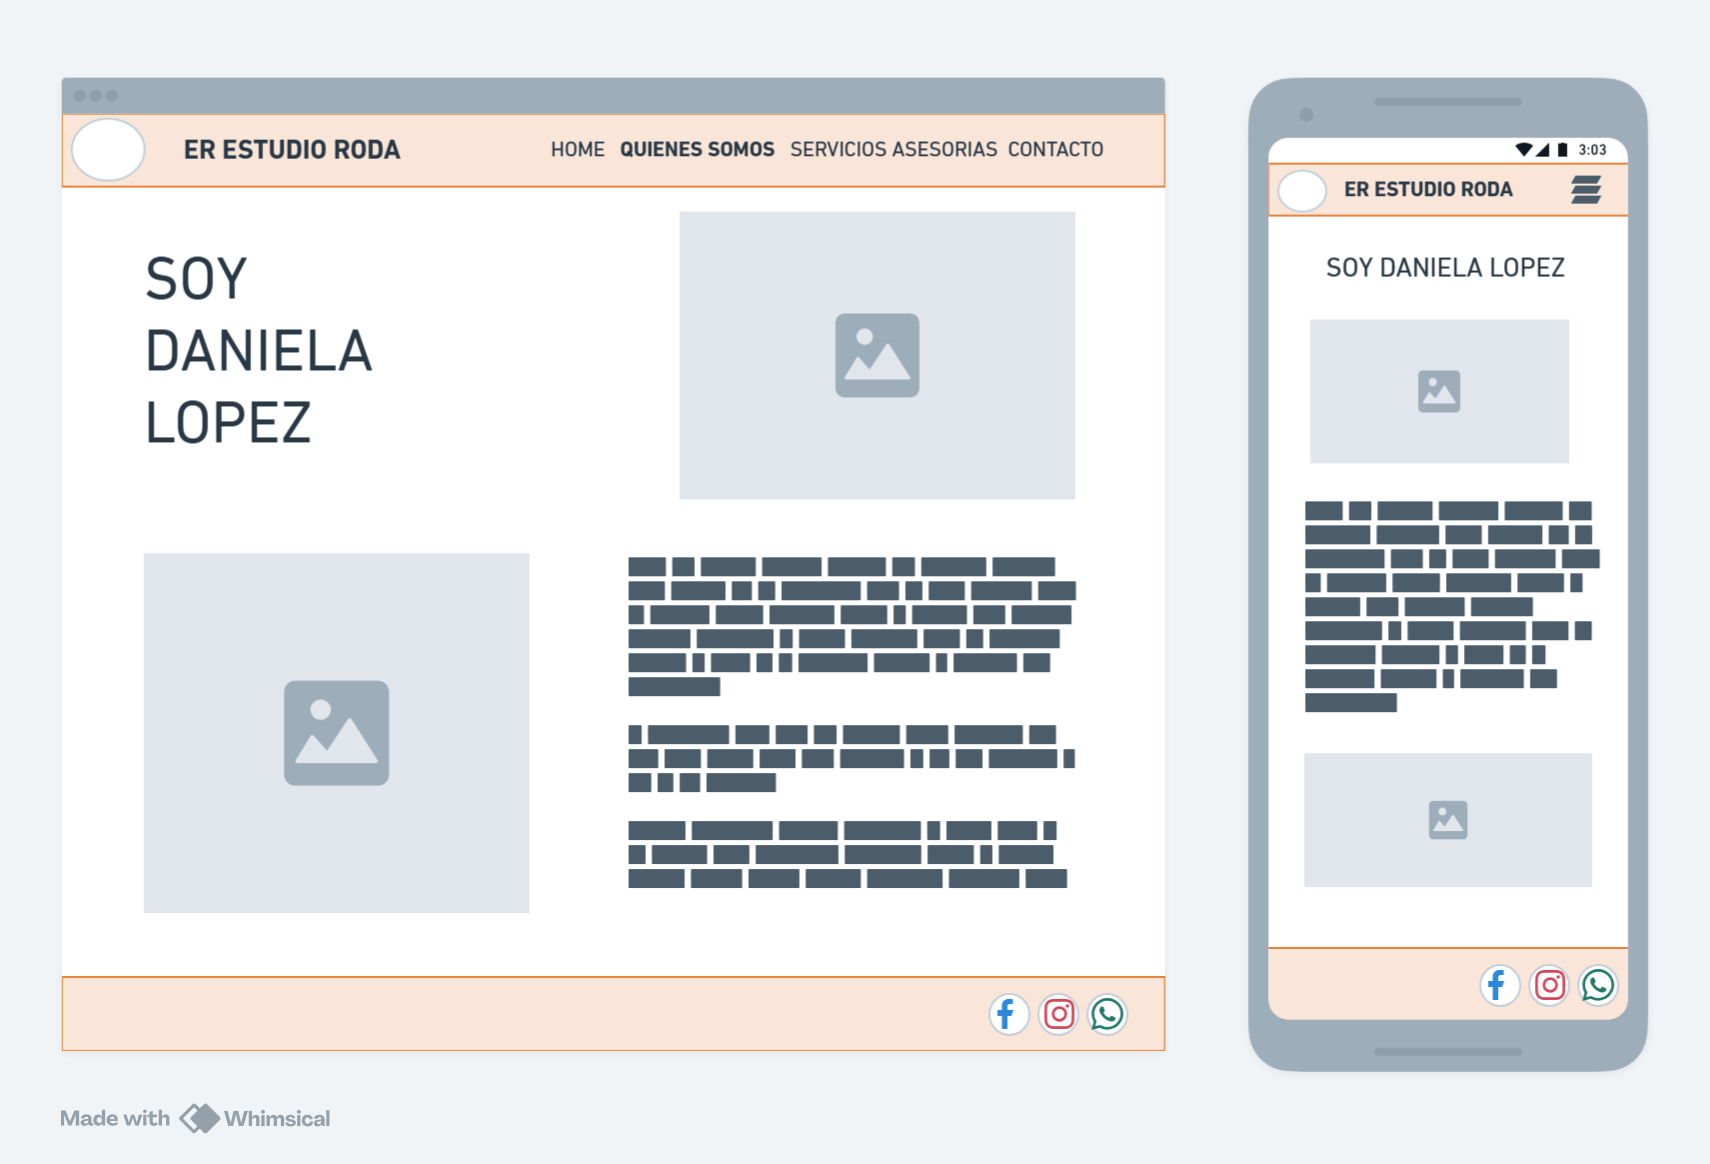 ER ESTUDIO RODA
HOME QUIENES SOMOS SERVICIOS ASESORIAS CONTACTO
SOY
DANIELA
LOPEZ
3:03
ER ESTUDIO RODA
SOY DANIELA LOPEZ
Made with Whimsical